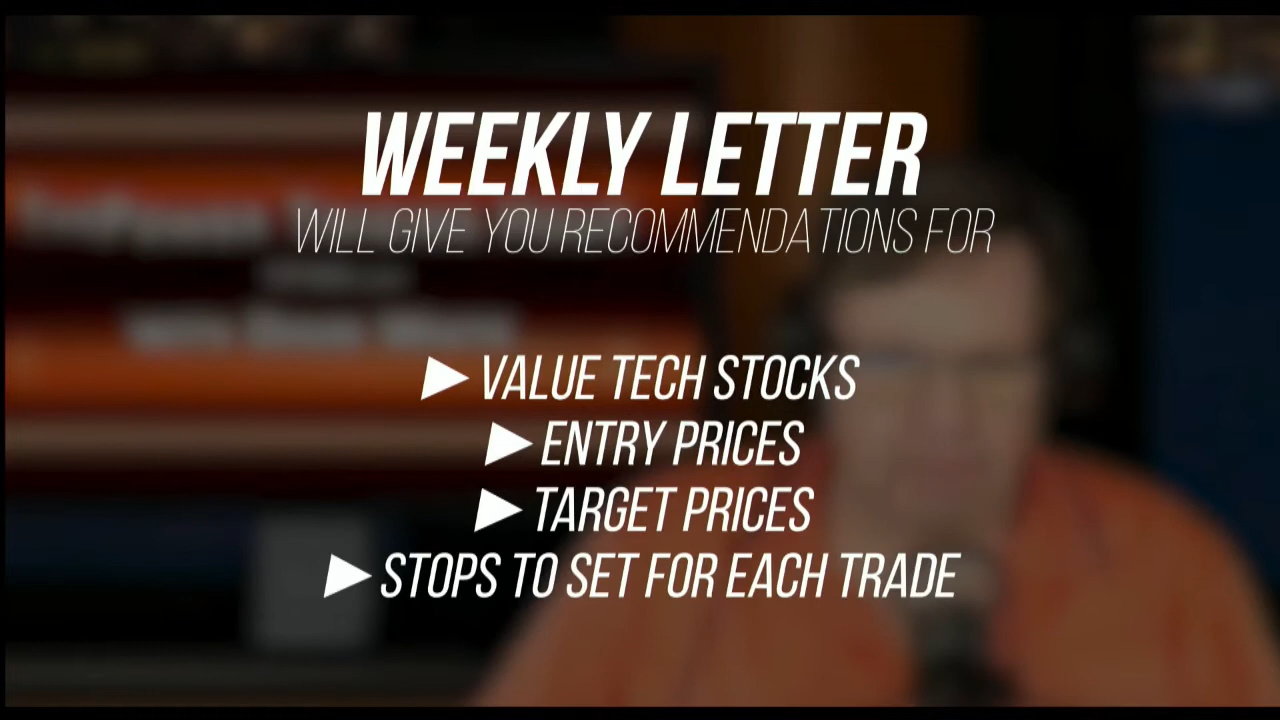 WEEKLY LETTER
WILL GIVE YOU RECOMMENDATIONS FOR
▶ VALUE TECH STOCKS
▶ ENTRY PRICES
▶ TARGET PRICES
▶ STOPS TO SET FOR EACH TRADE